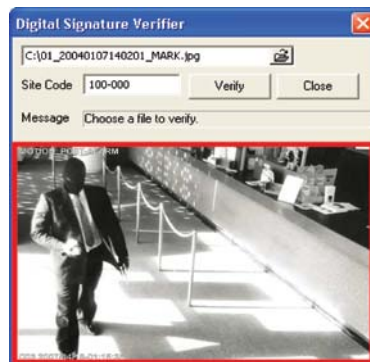 Digital Signature Verifier
C:\01_20040107140201_MARK.jpg
Site Code 100-000 Verify Close
Message Choose a file to verify.